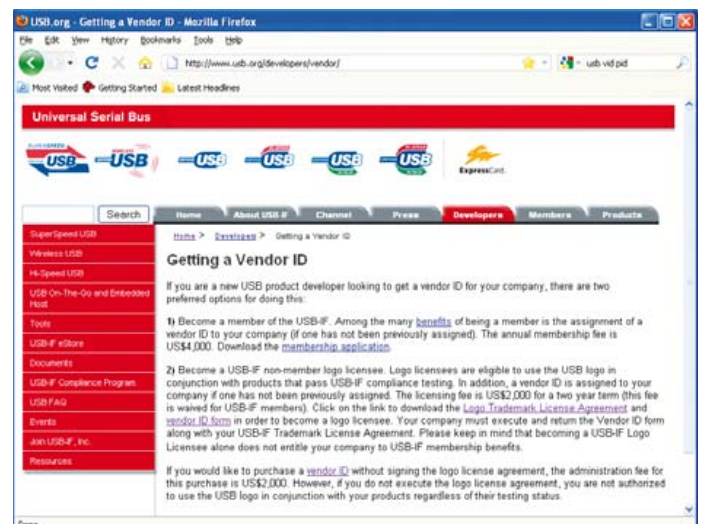 USB.org - Getting a Vendor ID - Mozilla Firefox
File Edit View History Bookmarks Tools Help
http://www.usb.org/developers/vendor/
usb vid pid
Most Visited Getting Started Latest Headlines
Universal Serial Bus
USB USB USB USB USB USB ExpressCard
Search
Home About USB-IF Channel Press Developers Members Products
SuperSpeed USB
Wireless USB
Hi-Speed USB
USB On-The-Go and Embedded
Host
Tools
USB-IF eStore
Documents
USB-IF Compliance Program
USB FAQ
Events
Join USB-IF, Inc.
Resources
Home > Developers > Getting a Vendor ID
Getting a Vendor ID
If you are a new USB product developer looking to get a vendor ID for your company, there are two
preferred options for doing this:
1) Become a member of the USB-IF. Among the many benefits of being a member is the assignment of a
vendor ID to your company (if one has not been previously assigned). The annual membership fee is
US$4,000. Download the membership application.
2) Become a USB-IF non-member logo licensee. Logo licensees are eligible to use the USB logo in
conjunction with products that pass USB-IF compliance testing. In addition, a vendor ID is assigned to your
company if one has not been previously assigned. The licensing fee is US$2,000 for a two year term (this fee
is waived for USB-IF members). Click on the link to download the Logo Trademark License Agreement and
vendor ID form in order to become a logo licensee. Your company must execute and return the Vendor ID form
along with your USB-IF Trademark License Agreement. Please keep in mind that becoming a USB-IF Logo
Licensee alone does not entitle your company to USB-IF membership benefits.
If you would like to purchase a vendor ID without signing the logo license agreement, the administration fee for
this purchase is US$2,000. However, if you do not execute the logo license agreement, you are not authorized
to use the USB logo in conjunction with your products regardless of their testing status.